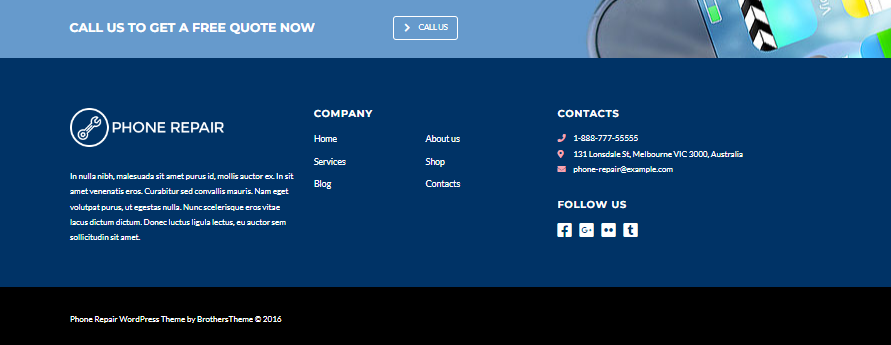 CALL US TO GET A FREE QUOTE NOW
CALL US
PHONE REPAIR
In nulla nibh, malesuada sit amet purus id, mollis auctor ex. In sit
amet venenatis eros. Curabitur sed convallis mauris. Nam eget
volutpat purus, ut egestas nulla. Nunc scelerisque eros vitae
lacus dictum dictum. Donec luctus ligula lectus, eu auctor sem
sollicitudin sit amet.
COMPANY
Home
About us
Services
Shop
Blog
Contacts
CONTACTS
1-888-777-55555
131 Lonsdale St, Melbourne VIC 3000, Australia
phone-repair@example.com
FOLLOW US
Phone Repair WordPress Theme by BrothersTheme © 2016